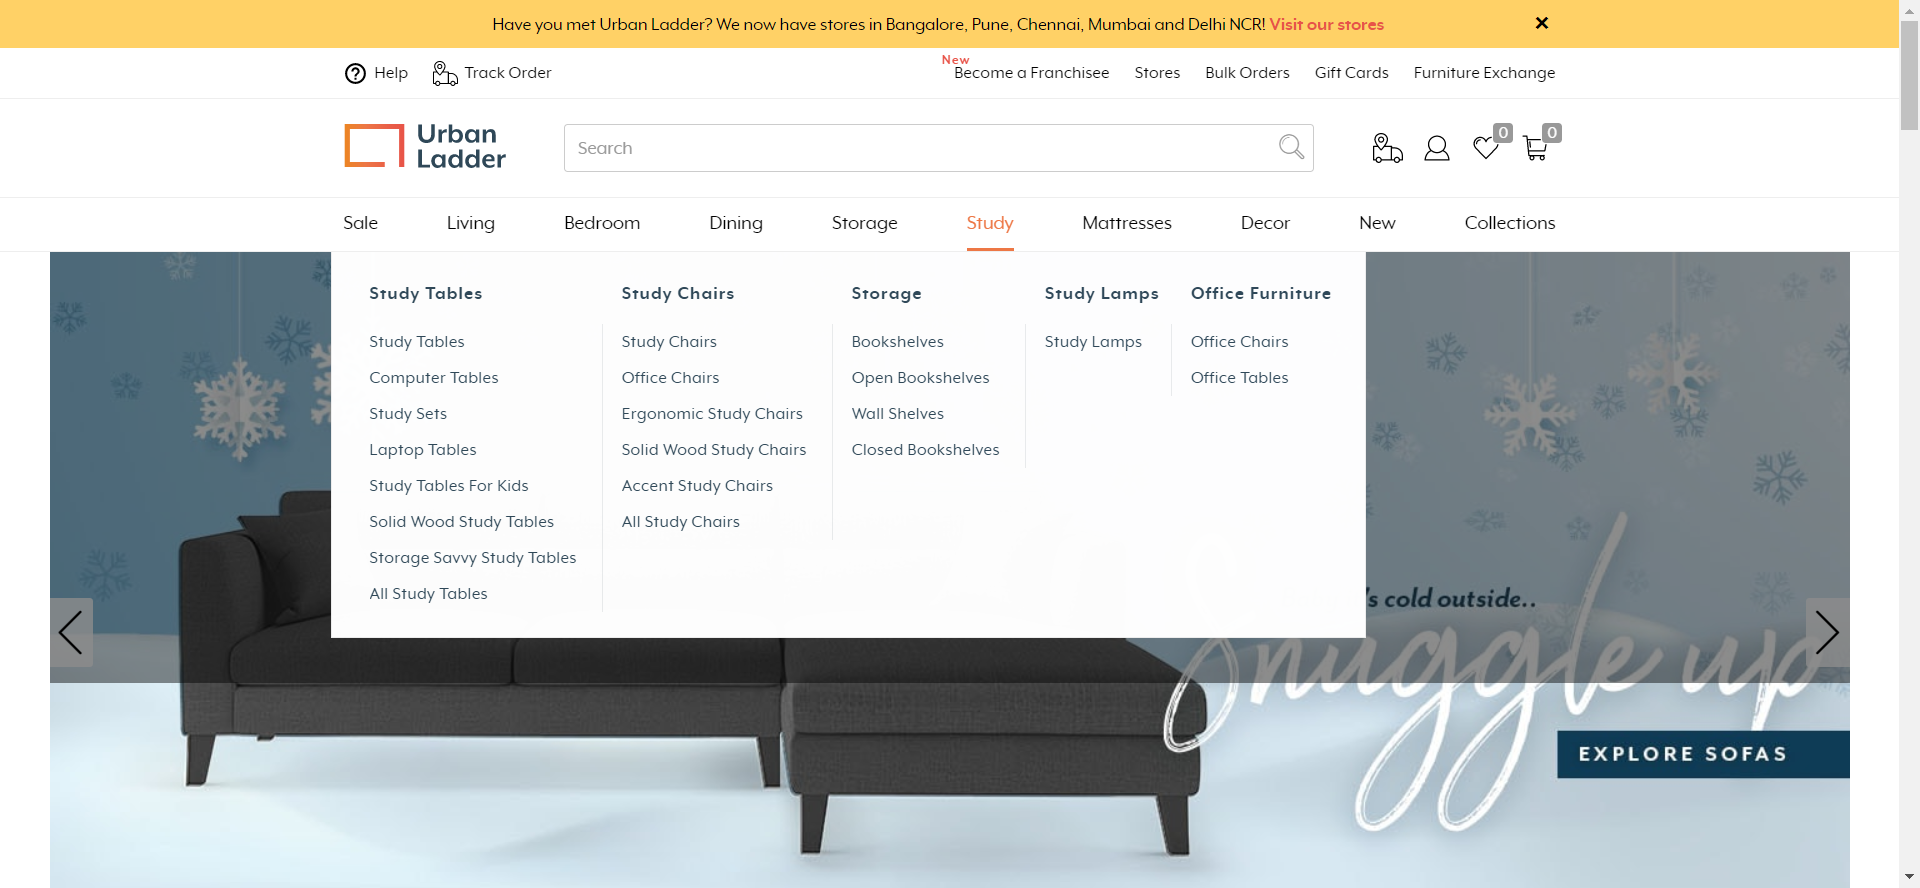 Have you met Urban Ladder? We now have stores in Bangalore, Pune, Chennai, Mumbai and Delhi NCR! Visit our stores
Help Track Order
New
Become a Franchisee Stores Bulk Orders Gift Cards Furniture Exchange
Urban
Ladder
Search
0 0
Sale Living Bedroom Dining Storage Study Mattresses Decor New Collections
Study Tables
Study Tables
Computer Tables
Study Sets
Laptop Tables
Study Tables For Kids
Solid Wood Study Tables
Storage Savvy Study Tables
All Study Tables
Study Chairs
Study Chairs
Office Chairs
Ergonomic Study Chairs
Solid Wood Study Chairs
Accent Study Chairs
All Study Chairs
Storage
Bookshelves
Open Bookshelves
Wall Shelves
Closed Bookshelves
Study Lamps
Study Lamps
Office Furniture
Office Chairs
Office Tables
's cold outside..
Snuggle up
EXPLORE SOFAS